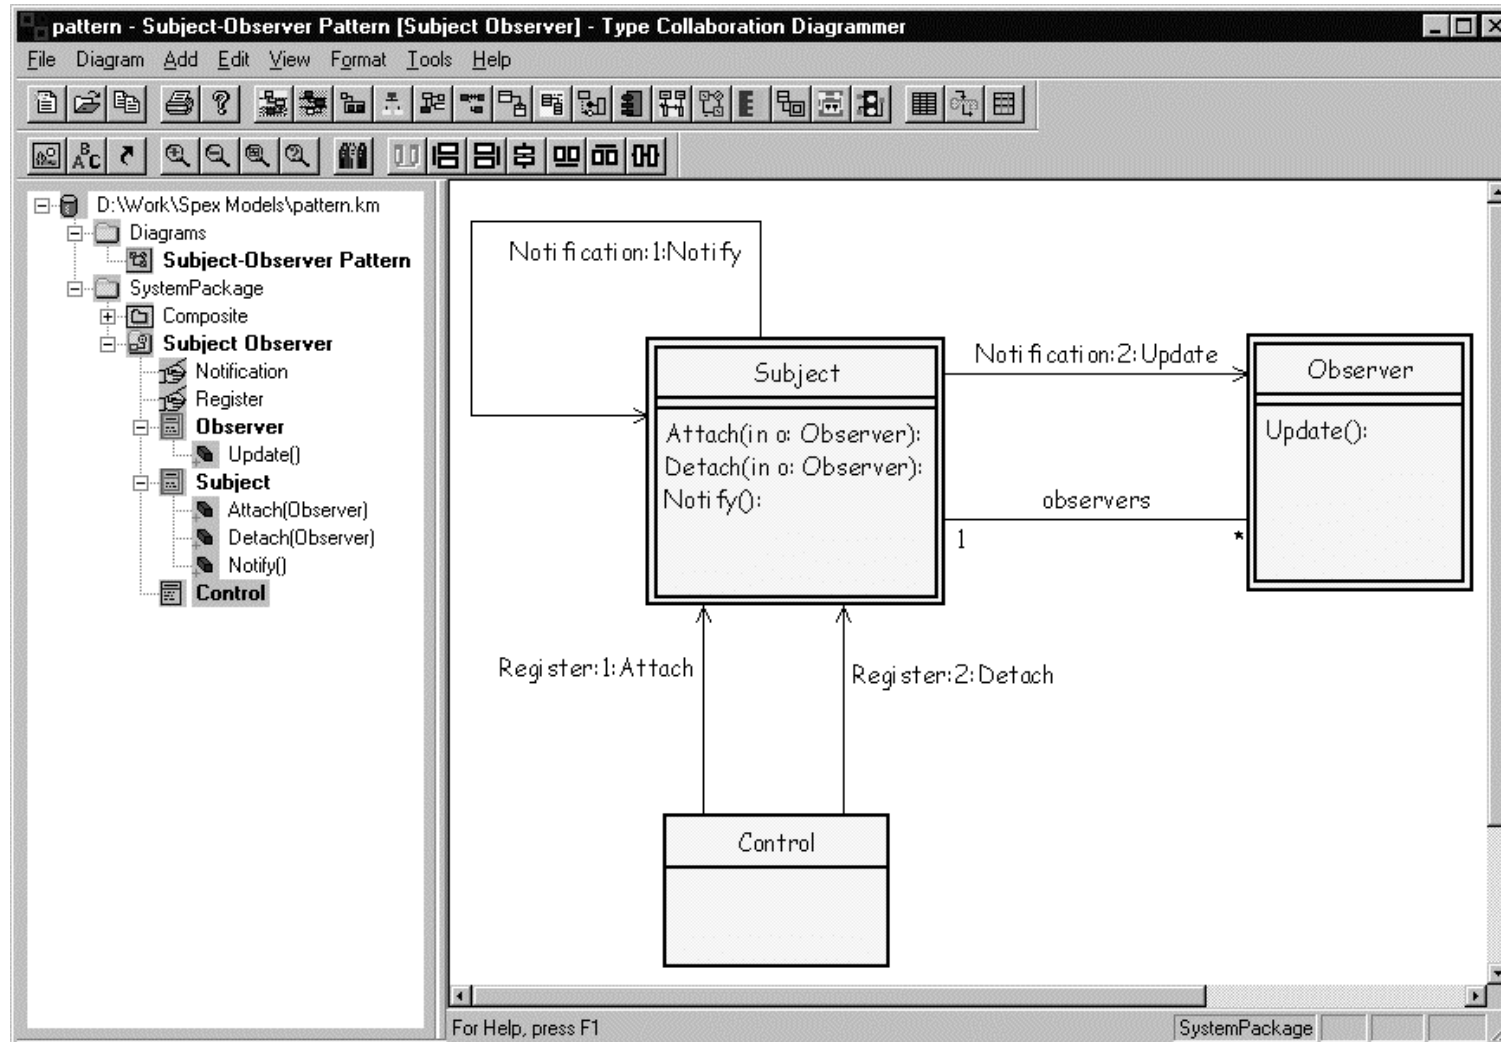 pattern - Subject-Observer Pattern [Subject Observer] - Type Collaboration Diagrammer
File Diagram Add Edit View Format Tools Help
D:\Work\Spex Models\pattern.km
Diagrams
Subject-Observer Pattern
SystemPackage
Composite
Subject Observer
Notification
Register
Observer
Update()
Subject
Attach(Observer)
Detach(Observer)
Notify()
Control
Notification:1:Notify
Subject
Attach(in o: Observer):
Detach(in o: Observer):
Notify():
Notification:2:Update
Observer
Update():
observers
1
*
Register:1:Attach
Register:2:Detach
Control
For Help, press F1
SystemPackage